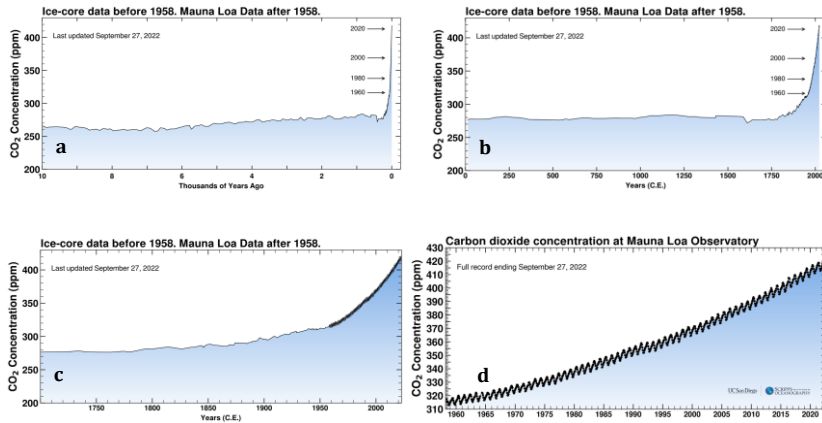 Ice-core data before 1958. Mauna Loa Data after 1958.
Last updated September 27, 2022
2020
2000
1980
1960
400
350
300
250
200
CO2 Concentration (ppm)
a
10 8 6 4 2 0
Thousands of Years Ago
Ice-core data before 1958. Mauna Loa Data after 1958.
Last updated September 27, 2022
2020
2000
1980
1960
400
350
300
250
200
CO2 Concentration (ppm)
b
0 250 500 750 1000 1250 1500 1750 2000
Years (C.E.)
Ice-core data before 1958. Mauna Loa Data after 1958.
Last updated September 27, 2022
400
300
200
CO2 Concentration (ppm)
c
1750 1800 1850 1900 1950 2000
Years (C.E.)
Carbon dioxide concentration at Mauna Loa Observatory
Full record ending September 27, 2022
430
420
410
400
390
380
370
360
350
340
330
320
310
CO2 Concentration (ppm)
d
UC San Diego
SCRIPPS
OCEANOGRAPHY
1960 1965 1970 1975 1980 1985 1990 1995 2000 2005 2010 2015 2020